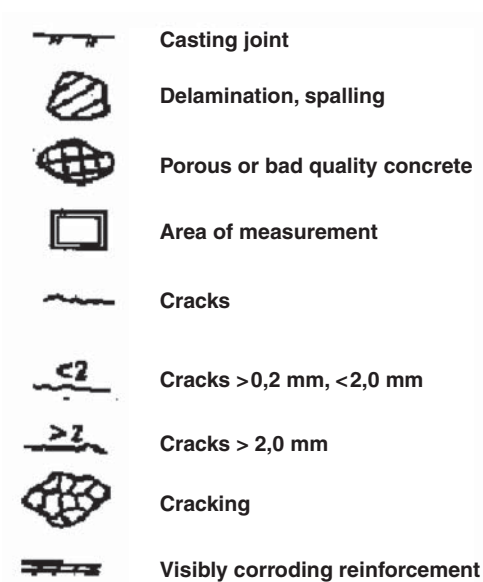 Casting joint
Delamination, spalling
Porous or bad quality concrete
Area of measurement
Cracks
<2 Cracks >0,2 mm, <2,0 mm
>2 Cracks > 2,0 mm
Cracking
Visibly corroding reinforcement